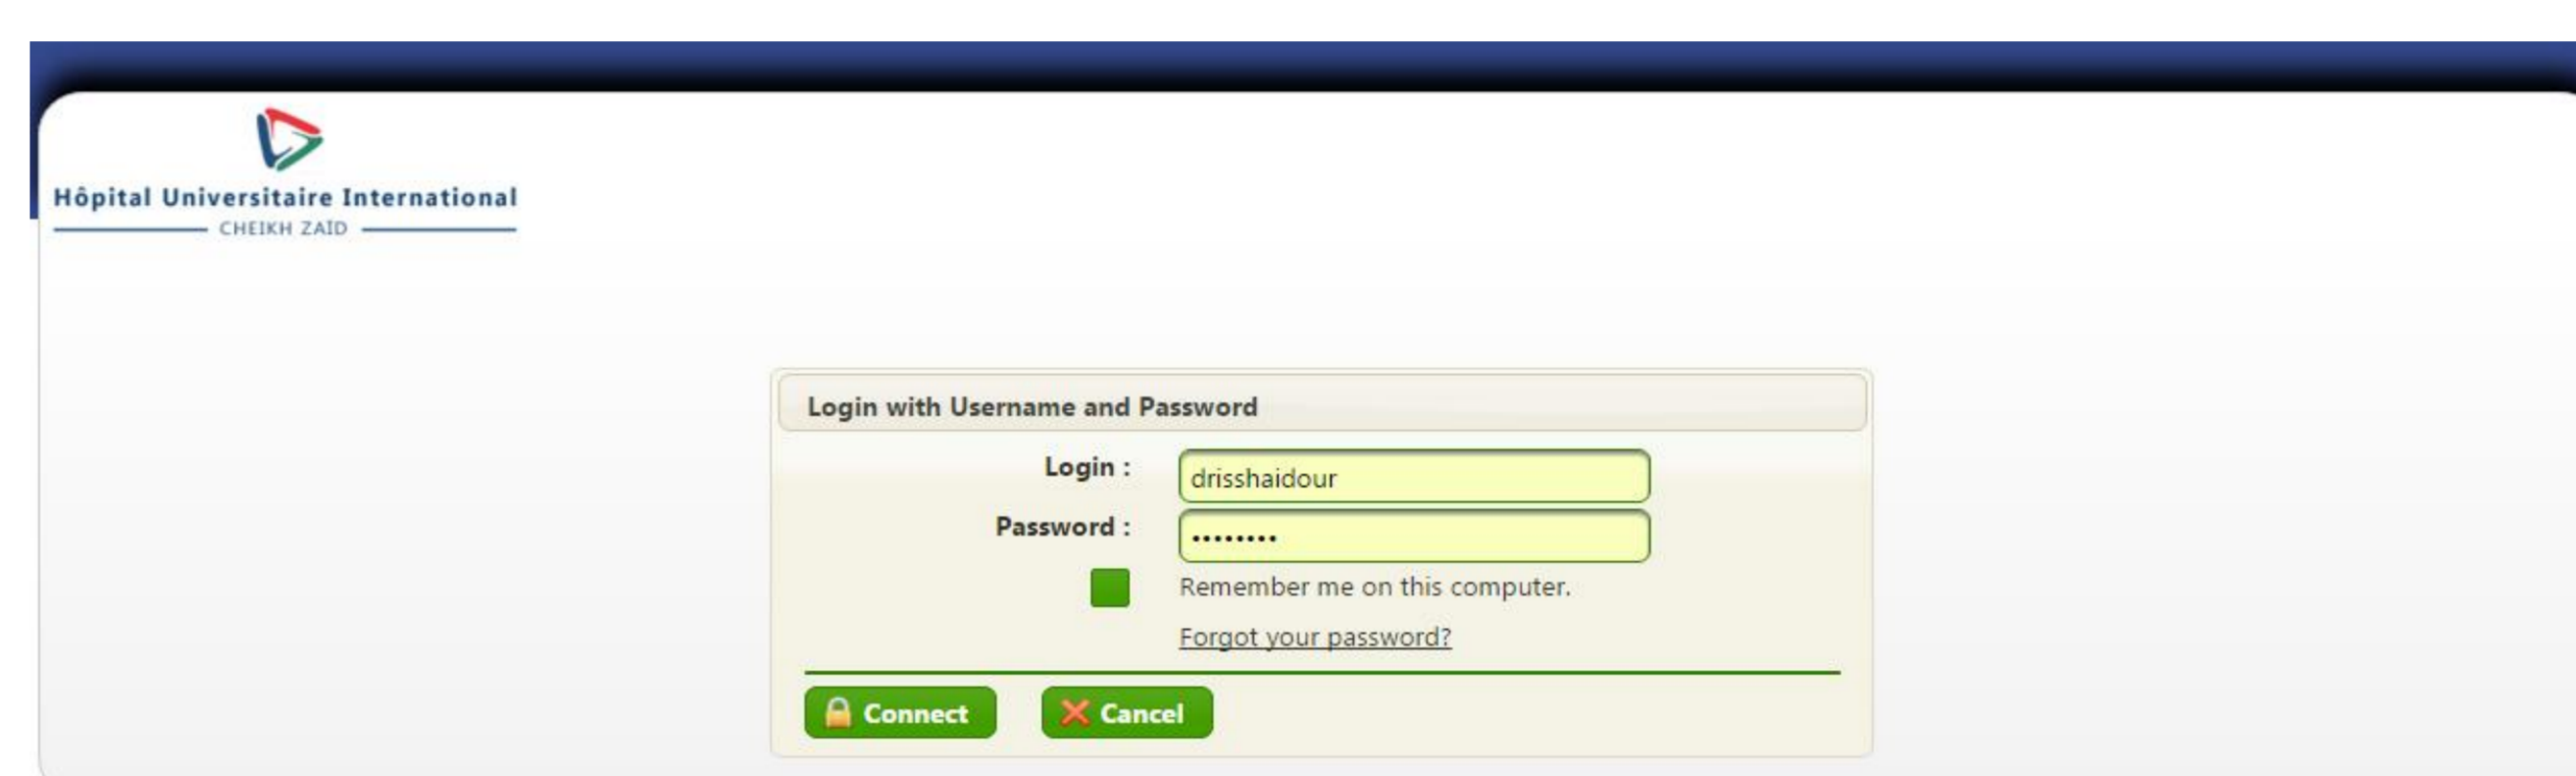 Hôpital Universitaire International
CHEIKH ZAÏD
Login with Username and Password
Login : drisshaidour
Password : ••••••••
Remember me on this computer.
Forgot your password?
Connect Cancel